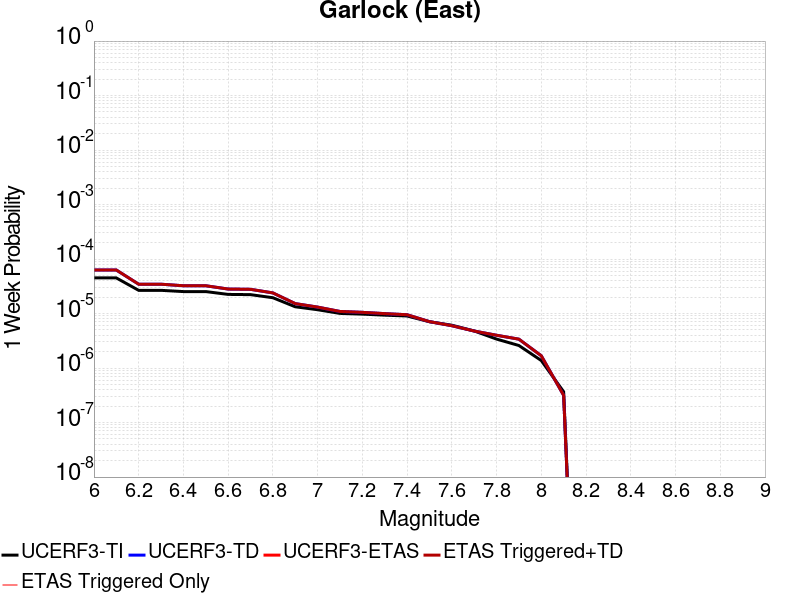 Garlock (East)
10^0
10^-1
10^-2
10^-3
10^-4
10^-5
10^-6
10^-7
10^-8
1 Week Probability
6 6.2 6.4 6.6 6.8 7 7.2 7.4 7.6 7.8 8 8.2 8.4 8.6 8.8 9
Magnitude
UCERF3-TI UCERF3-TD UCERF3-ETAS ETAS Triggered+TD
ETAS Triggered Only